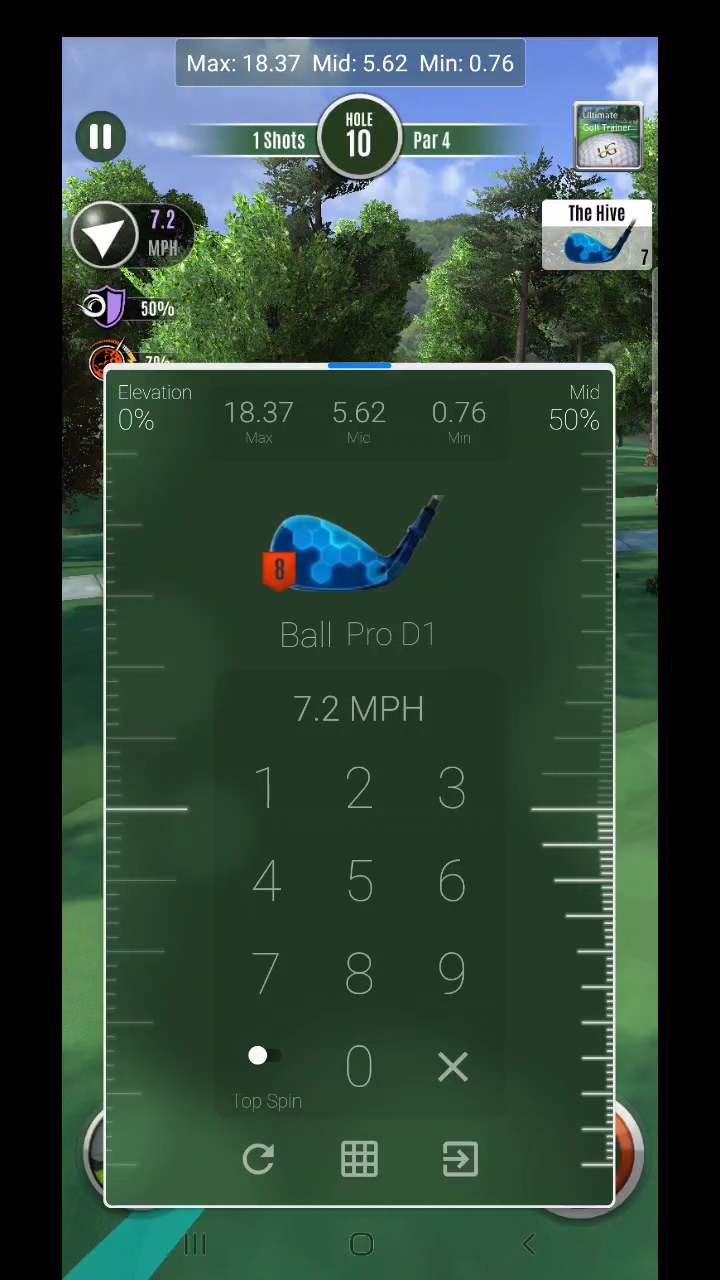 Max: 18.37 Mid: 5.62 Min: 0.76
HOLE
10
1 Shots
Par 4
Ultimate
Golf Trainer
UG
7.2
MPH
The Hive
7
50%
70%
Elevation
0%
18.37
Max
5.62
Mid
0.76
Min
Mid
50%
8
Ball Pro D1
7.2 MPH
1 2 3
4 5 6
7 8 9
0
Top Spin